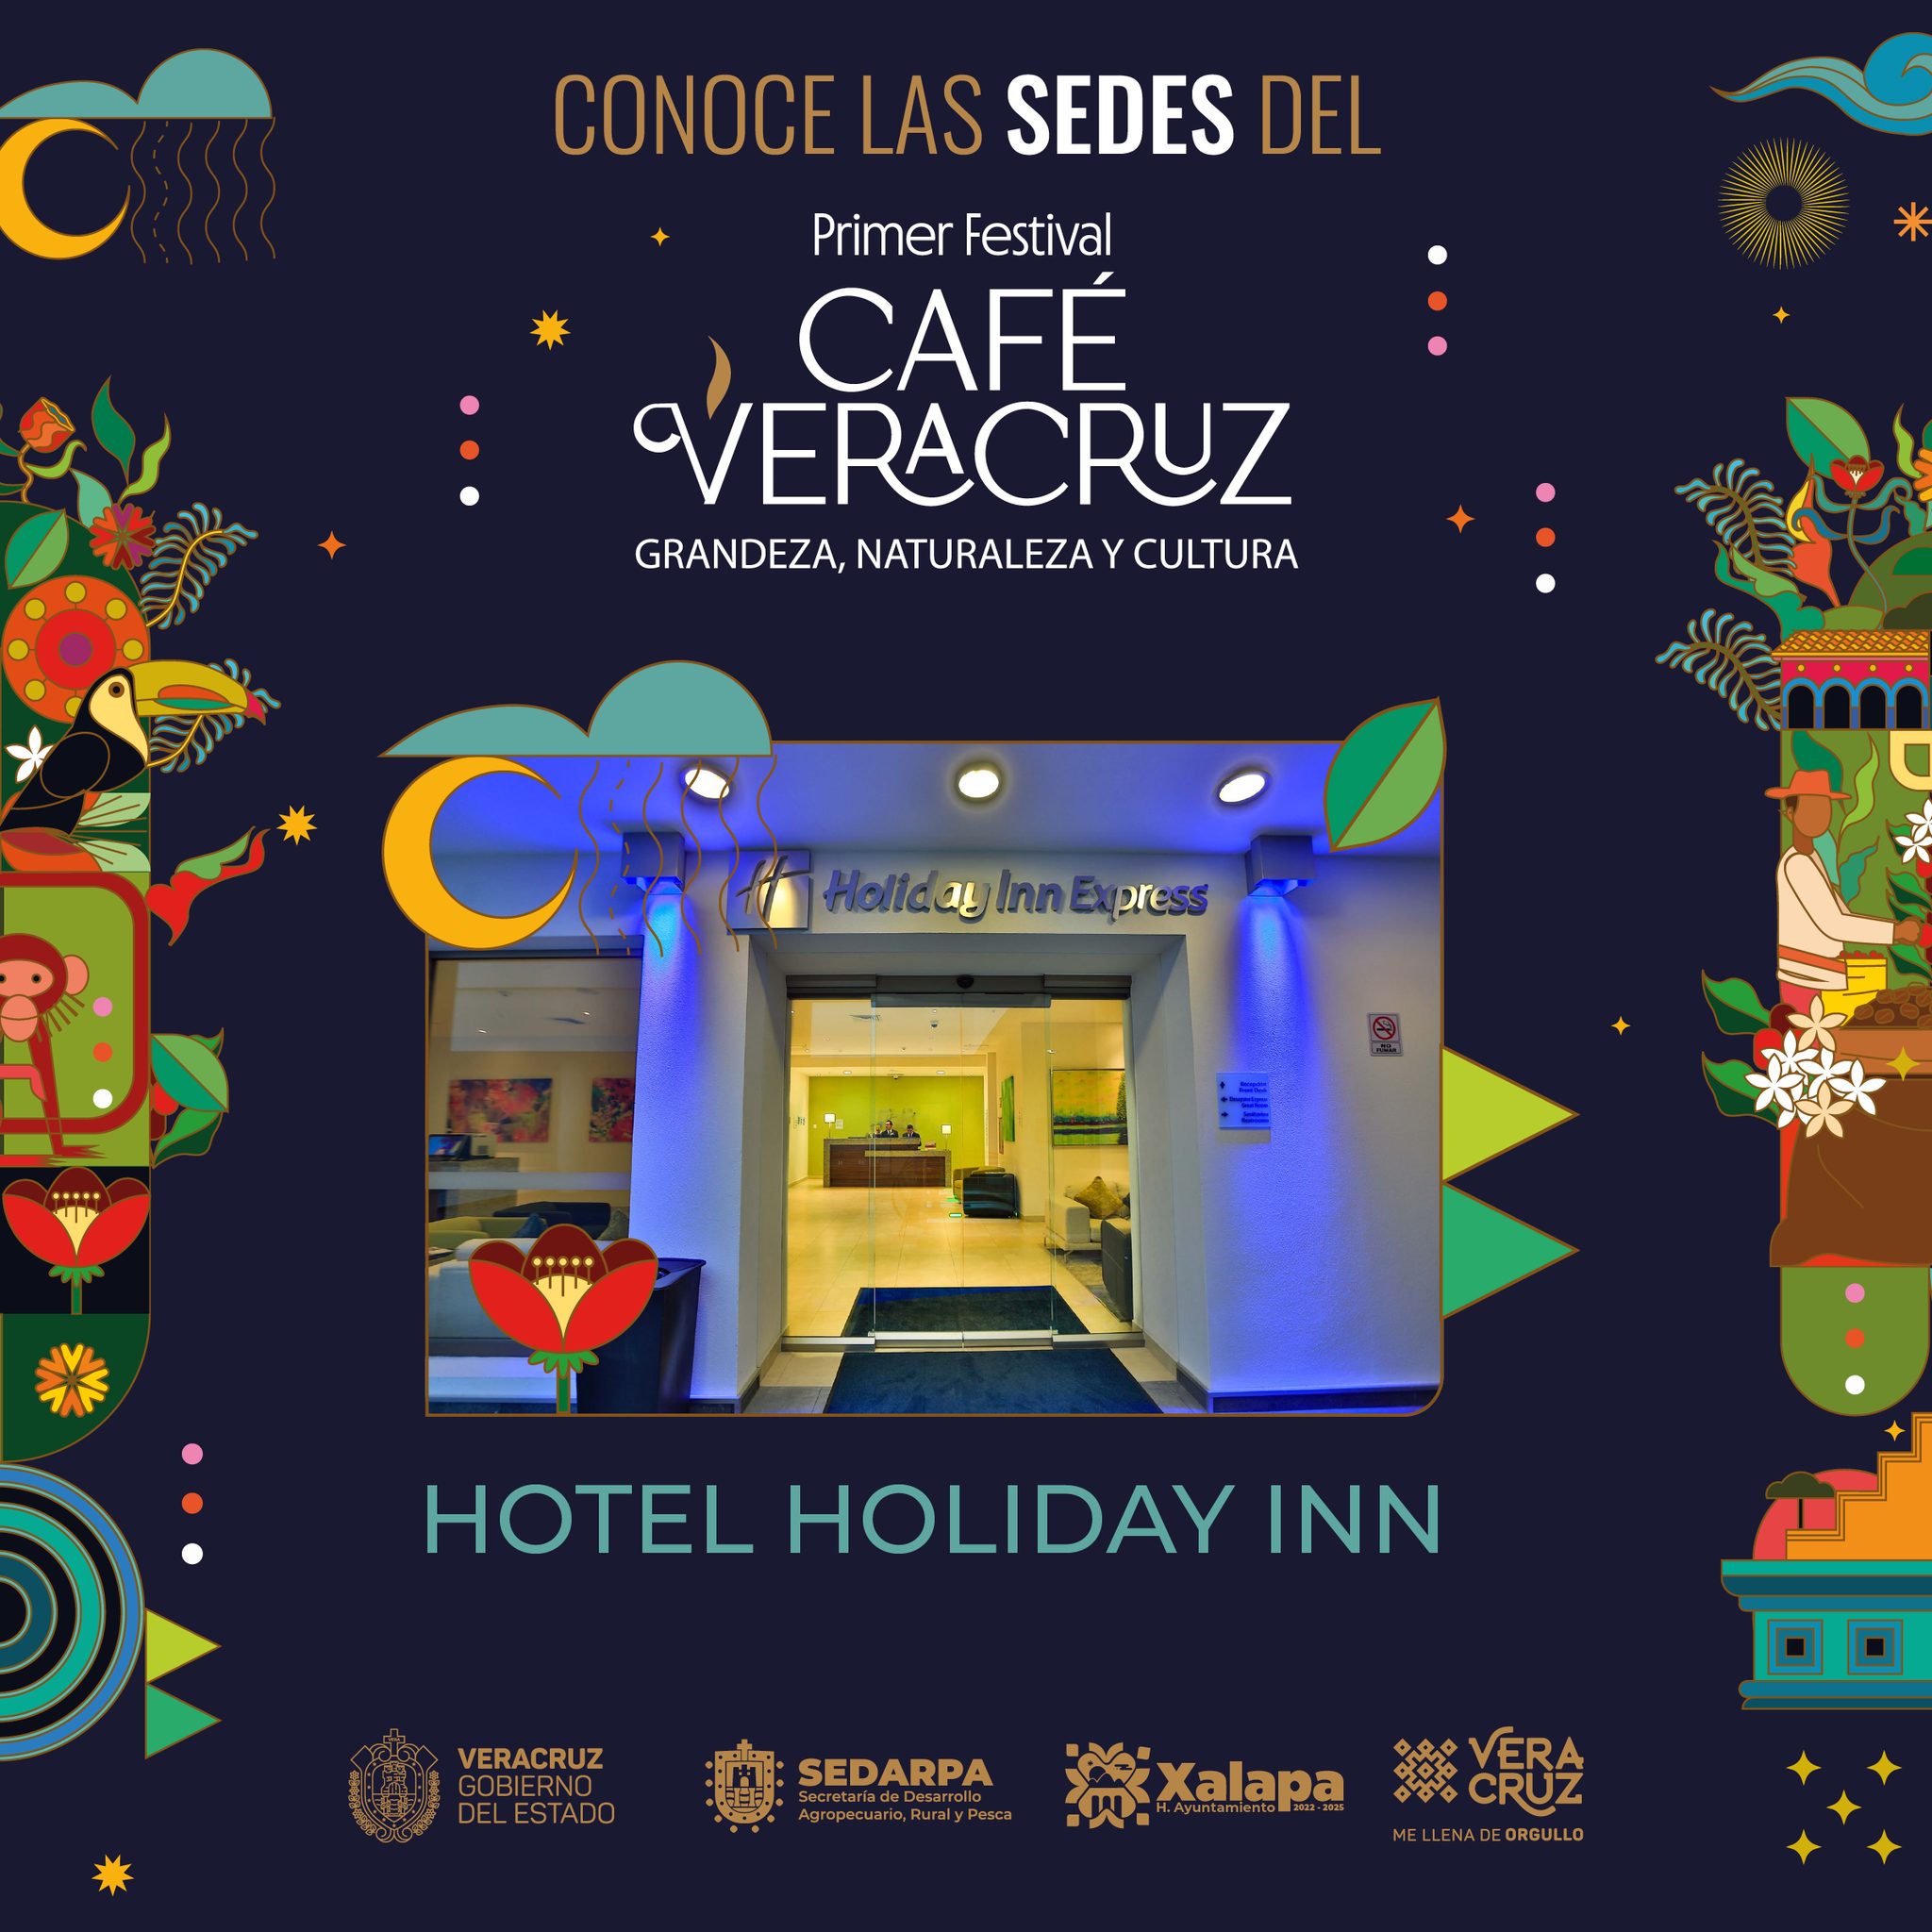 CONOCE LAS SEDES DEL
Primer Festival
CAFÉ
VERACRUZ
GRANDEZA, NATURALEZA Y CULTURA
Holiday Inn Express
NO
FUMAR
HOTEL HOLIDAY INN
VERACRUZ
GOBIERNO
DEL ESTADO
SEDARPA
Secretaría de Desarrollo
Agropecuario, Rural y Pesca
Xalapa
H. Ayuntamiento 2022 - 2025
VERA
CRUZ
ME LLENA DE ORGULLO